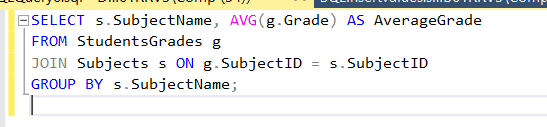 SELECT s.SubjectName, AVG(g.Grade) AS AverageGrade
FROM StudentsGrades g
JOIN Subjects s ON g.SubjectID = s.SubjectID
GROUP BY s.SubjectName;